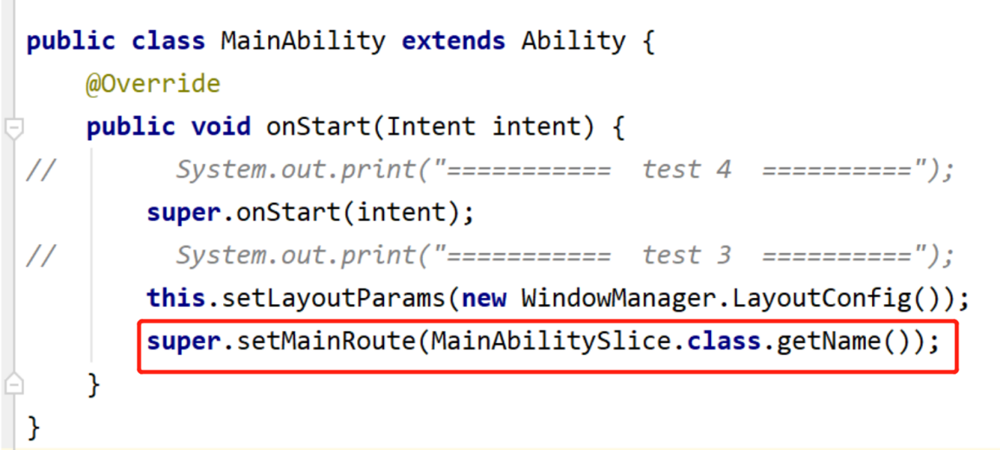 public class MainAbility extends Ability {
@Override
public void onStart(Intent intent) {
// System.out.print("===========  test 4  ==========");
super.onStart(intent);
// System.out.print("===========  test 3  ==========");
this.setLayoutParams(new WindowManager.LayoutConfig());
super.setMainRoute(MainAbilitySlice.class.getName());
}
}